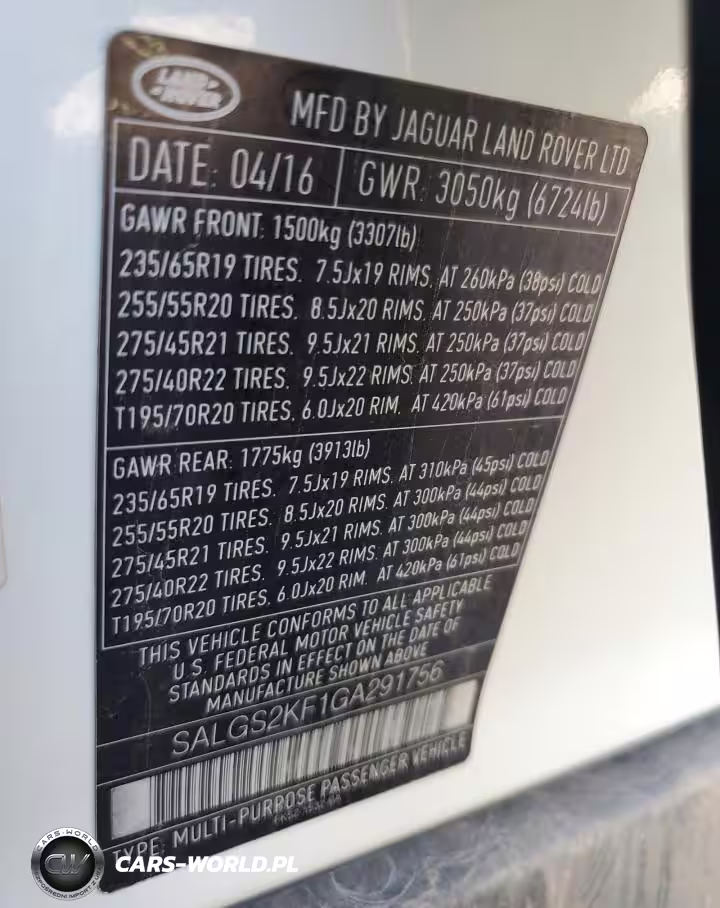 LAND ROVER
MFD BY JAGUAR LAND ROVER LTD
DATE: 04/16 GWR: 3050kg (6724lb)
GAWR FRONT: 1500kg (3307lb)
235/65R19 TIRES, 7.5Jx19 RIMS, AT 260kPa (38psi) COLD
255/55R20 TIRES, 8.5Jx20 RIMS, AT 250kPa (37psi) COLD
275/45R21 TIRES, 9.5Jx21 RIMS, AT 250kPa (37psi) COLD
275/40R22 TIRES, 9.5Jx22 RIMS, AT 250kPa (37psi) COLD
T195/70R20 TIRES, 6.0Jx20 RIM, AT 420kPa (61psi) COLD
GAWR REAR: 1775kg (3913lb)
235/65R19 TIRES, 7.5Jx19 RIMS, AT 310kPa (45psi) COLD
255/55R20 TIRES, 8.5Jx20 RIMS, AT 300kPa (44psi) COLD
275/45R21 TIRES, 9.5Jx21 RIMS, AT 300kPa (44psi) COLD
275/40R22 TIRES, 9.5Jx22 RIMS, AT 300kPa (44psi) COLD
T195/70R20 TIRES, 6.0Jx20 RIM, AT 420kPa (61psi) COLD
THIS VEHICLE CONFORMS TO ALL APPLICABLE
U.S. FEDERAL MOTOR VEHICLE SAFETY
STANDARDS IN EFFECT ON THE DATE OF
MANUFACTURE SHOWN ABOVE
SALGS2KF1GA291756
TYPE: MULTI-PURPOSE PASSENGER VEHICLE
CARS-WORLD
CW
CARS-WORLD.PL